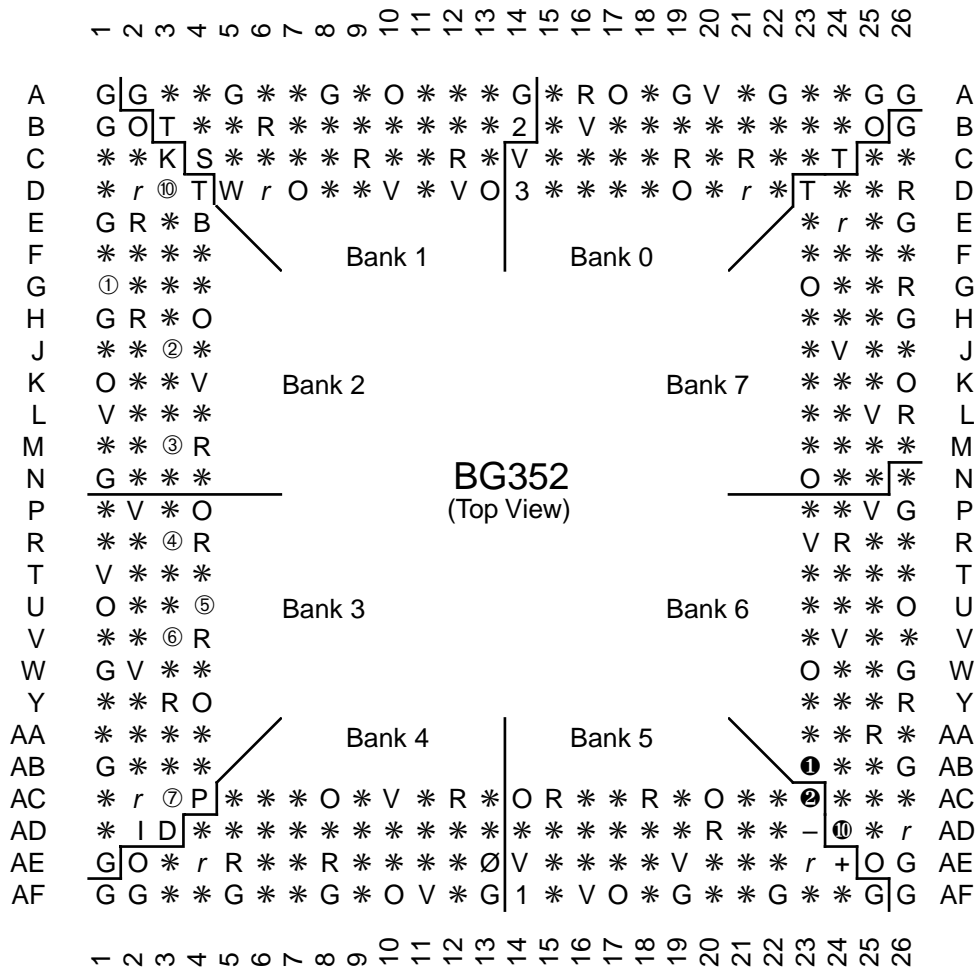 1 2 3 4 5 6 7 8 9 10 11 12 13 14 15 16 17 18 19 20 21 22 23 24 25 26
A G G * * G * * G * O * * * G * R O * G V * G * * G G A
B G O T * * R * * * * * * * 2 * V * * * * * * * * O G B
C * * K S * * * * R * * R * V * * * * R * R * * T * * C
D * r ⑩ T W r O * * V * V O 3 * * * * O * r * T * * R D
E G R * B * r * G E
F * * * * Bank 1 Bank 0 * * * * F
G ① * * * O * * R G
H G R * O * * * G H
J * * ② * * V * * J
K O * * V Bank 2 Bank 7 * * * O K
L V * * * * * V R L
M * * ③ R * * * * M
N G * * * BG352 O * * * N
P * V * O (Top View) * * V G P
R * * ④ R V R * * R
T V * * * * * * * T
U O * * ⑤ Bank 3 Bank 6 * * * O U
V * * ⑥ R * V * * V
W G V * * O * * G W
Y * * R O * * * R Y
AA * * * * Bank 4 Bank 5 * * R * AA
AB G * * * ❶ * * G AB
AC * r ⑦ P * * * O * V * R * O R * * R * O * * ❷ * * * AC
AD * I D * * * * * * * * * * * * * * * * R * * – ❿ * r AD
AE G O * r R * * R * * * * Ø V * * * * V * * * r + O G AE
AF G G * * G * * G * O V * G 1 * V O * G * * G * * G G AF
1 2 3 4 5 6 7 8 9 10 11 12 13 14 15 16 17 18 19 20 21 22 23 24 25 26